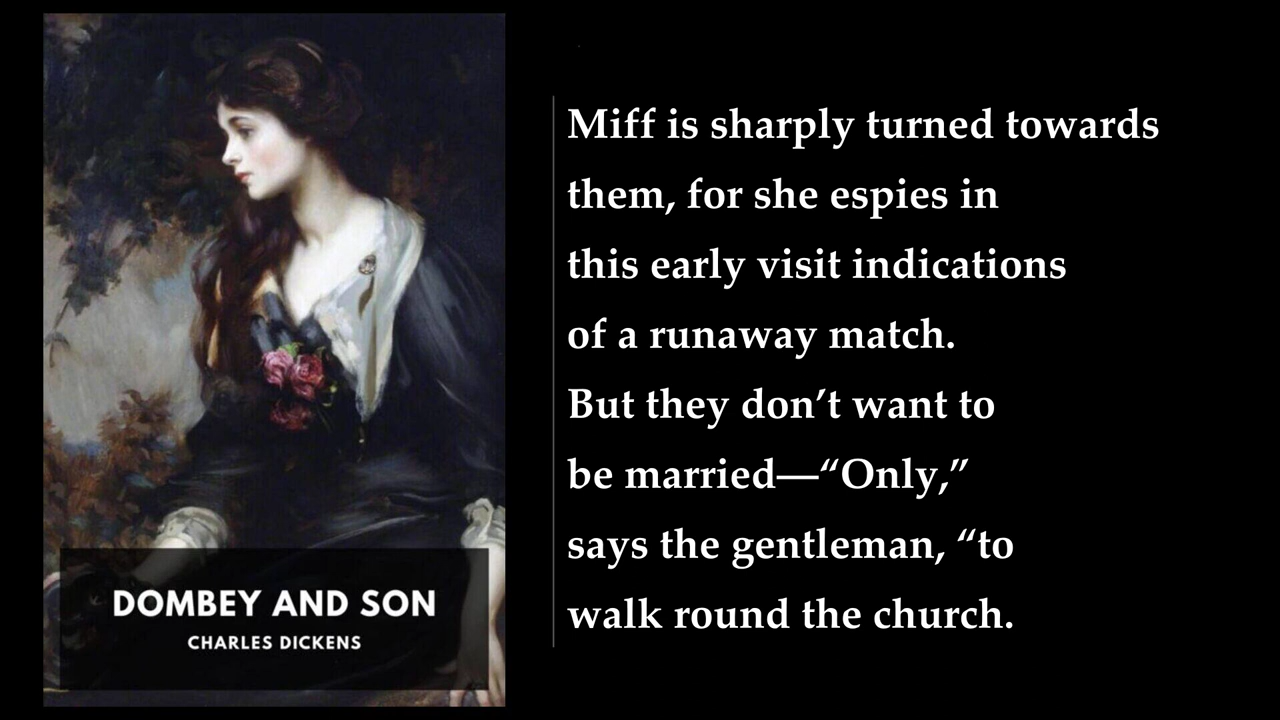 DOMBEY AND SON
CHARLES DICKENS
Miff is sharply turned towards
them, for she espies in
this early visit indications
of a runaway match.
But they don’t want to
be married—“Only,”
says the gentleman, “to
walk round the church.